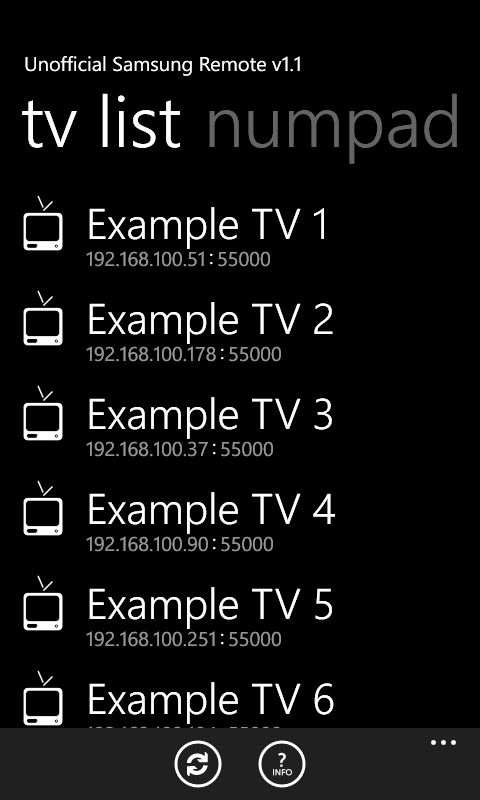 Unofficial Samsung Remote v1.1
tv list numpad
Example TV 1
192.168.100.51:55000
Example TV 2
192.168.100.178:55000
Example TV 3
192.168.100.37:55000
Example TV 4
192.168.100.90:55000
Example TV 5
192.168.100.251:55000
Example TV 6
?
INFO